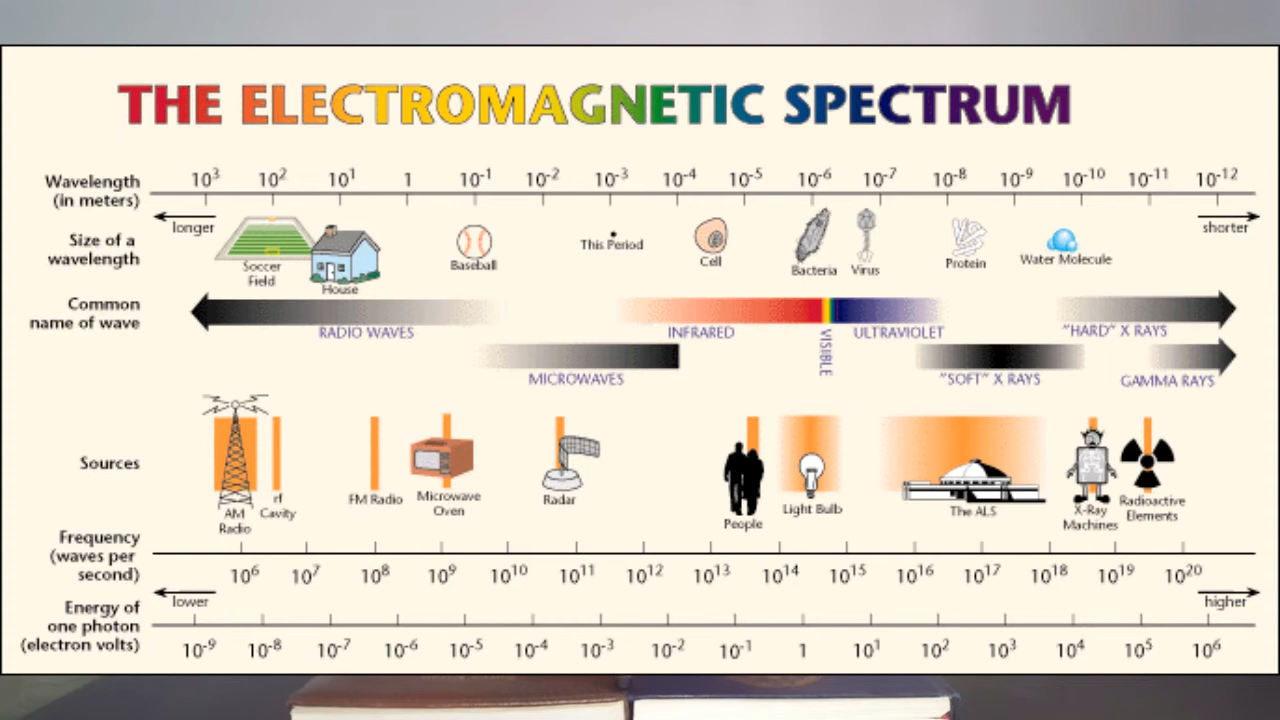 THE ELECTROMAGNETIC SPECTRUM
Wavelength
(in meters)
10³ 10² 10¹ 1 10⁻¹ 10⁻² 10⁻³ 10⁻⁴ 10⁻⁵ 10⁻⁶ 10⁻⁷ 10⁻⁸ 10⁻⁹ 10⁻¹⁰ 10⁻¹¹ 10⁻¹²
longer
shorter
Size of a
wavelength
Soccer
Field
House
Baseball
This Period
Cell
Bacteria
Virus
Protein
Water Molecule
Common
name of wave
RADIO WAVES
INFRARED
VISIBLE
ULTRAVIOLET
"HARD" X RAYS
MICROWAVES
"SOFT" X RAYS
GAMMA RAYS
Sources
AM
Radio
rf
Cavity
FM Radio
Microwave
Oven
Radar
People
Light Bulb
The ALS
X-Ray
Machines
Radioactive
Elements
Frequency
(waves per
second)
10⁶ 10⁷ 10⁸ 10⁹ 10¹⁰ 10¹¹ 10¹² 10¹³ 10¹⁴ 10¹⁵ 10¹⁶ 10¹⁷ 10¹⁸ 10¹⁹ 10²⁰
lower
higher
Energy of
one photon
(electron volts)
10⁻⁹ 10⁻⁸ 10⁻⁷ 10⁻⁶ 10⁻⁵ 10⁻⁴ 10⁻³ 10⁻² 10⁻¹ 1 10¹ 10² 10³ 10⁴ 10⁵ 10⁶